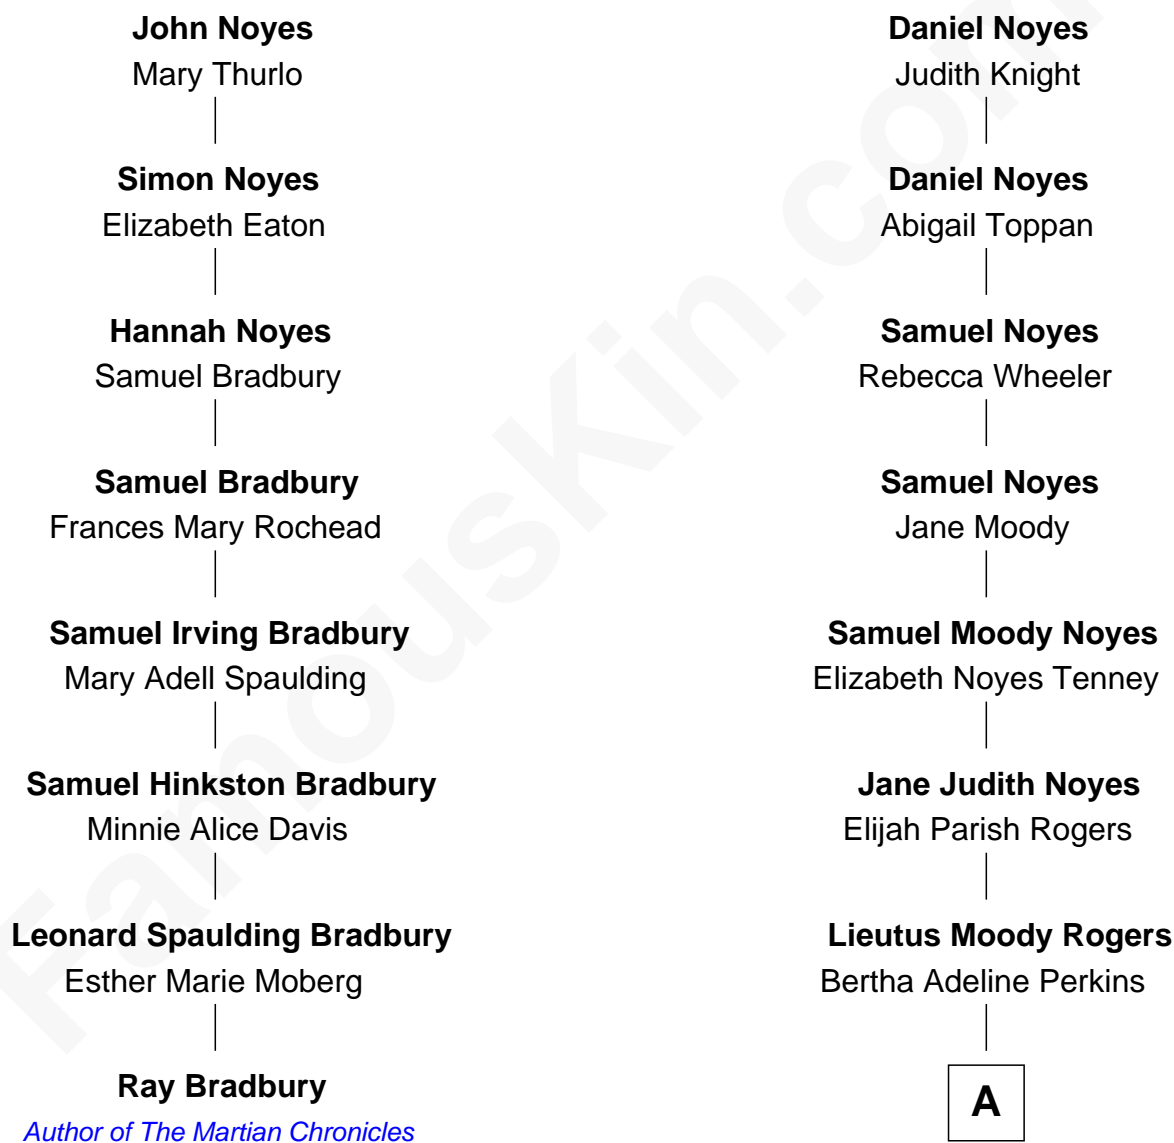 John Noyes
Mary Thurlo
Simon Noyes
Elizabeth Eaton
Hannah Noyes
Samuel Bradbury
Samuel Bradbury
Frances Mary Rochead
Samuel Irving Bradbury
Mary Adell Spaulding
Samuel Hinkston Bradbury
Minnie Alice Davis
Leonard Spaulding Bradbury
Esther Marie Moberg
Ray Bradbury
Author of The Martian Chronicles
Daniel Noyes
Judith Knight
Daniel Noyes
Abigail Toppan
Samuel Noyes
Rebecca Wheeler
Samuel Noyes
Jane Moody
Samuel Moody Noyes
Elizabeth Noyes Tenney
Jane Judith Noyes
Elijah Parish Rogers
Lieutus Moody Rogers
Bertha Adeline Perkins
A
FamousKin.com